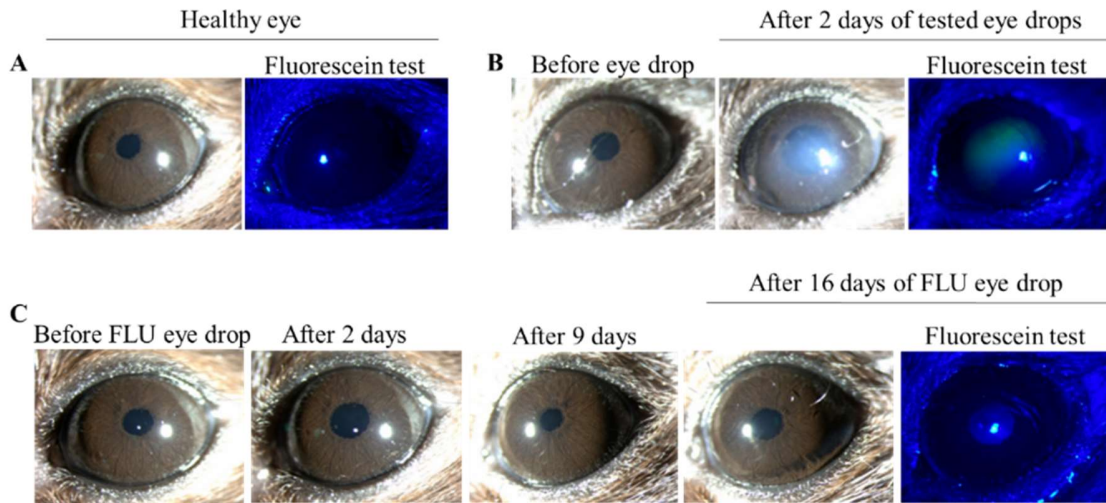 Healthy eye
After 2 days of tested eye drops
A
Fluorescein test
B
Before eye drop
Fluorescein test
After 16 days of FLU eye drop
C
Before FLU eye drop
After 2 days
After 9 days
Fluorescein test